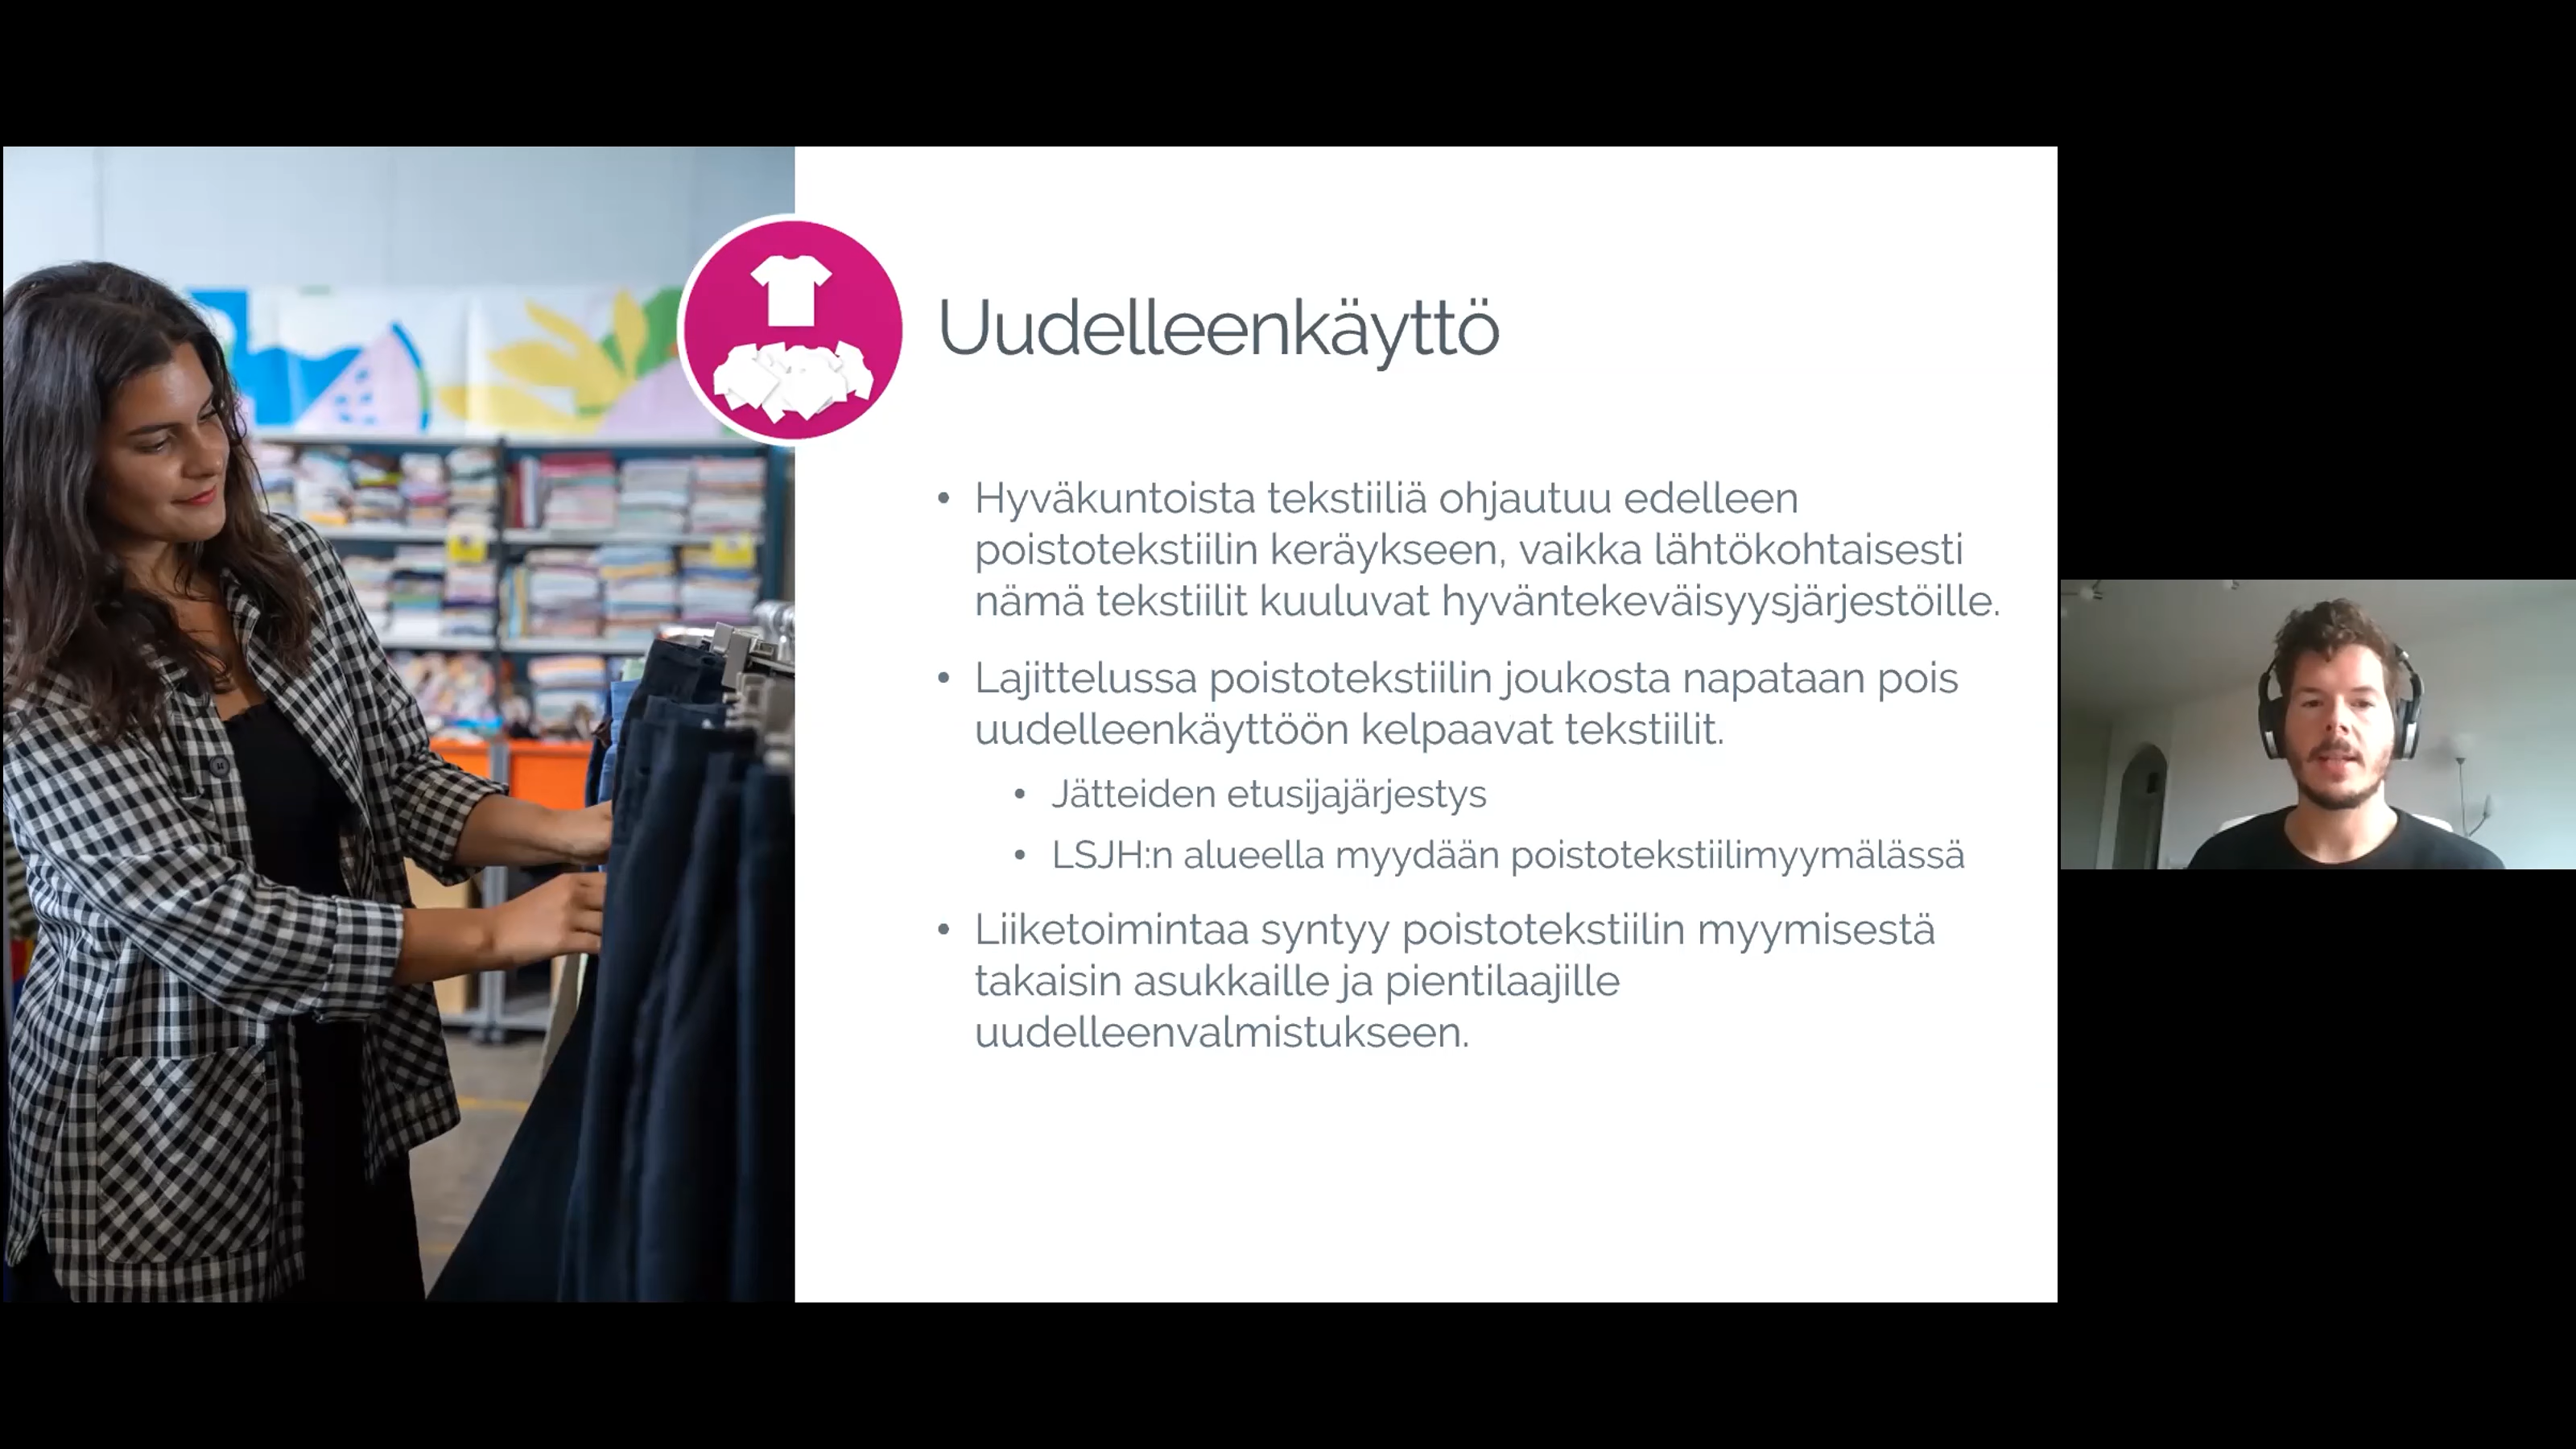 Uudelleenkäyttö
• Hyväkuntoista tekstiiliä ohjautuu edelleen
poistotekstiilin keräykseen, vaikka lähtökohtaisesti
nämä tekstiilit kuuluvat hyväntekeväisyysjärjestöille.
• Lajittelussa poistotekstiilin joukosta napataan pois
uudelleenkäyttöön kelpaavat tekstiilit.
• Jätteiden etusijajärjestys
• LSJH:n alueella myydään poistotekstiilimyymälässä
• Liiketoimintaa syntyy poistotekstiilin myymisestä
takaisin asukkaille ja pientilaajille
uudelleenvalmistukseen.